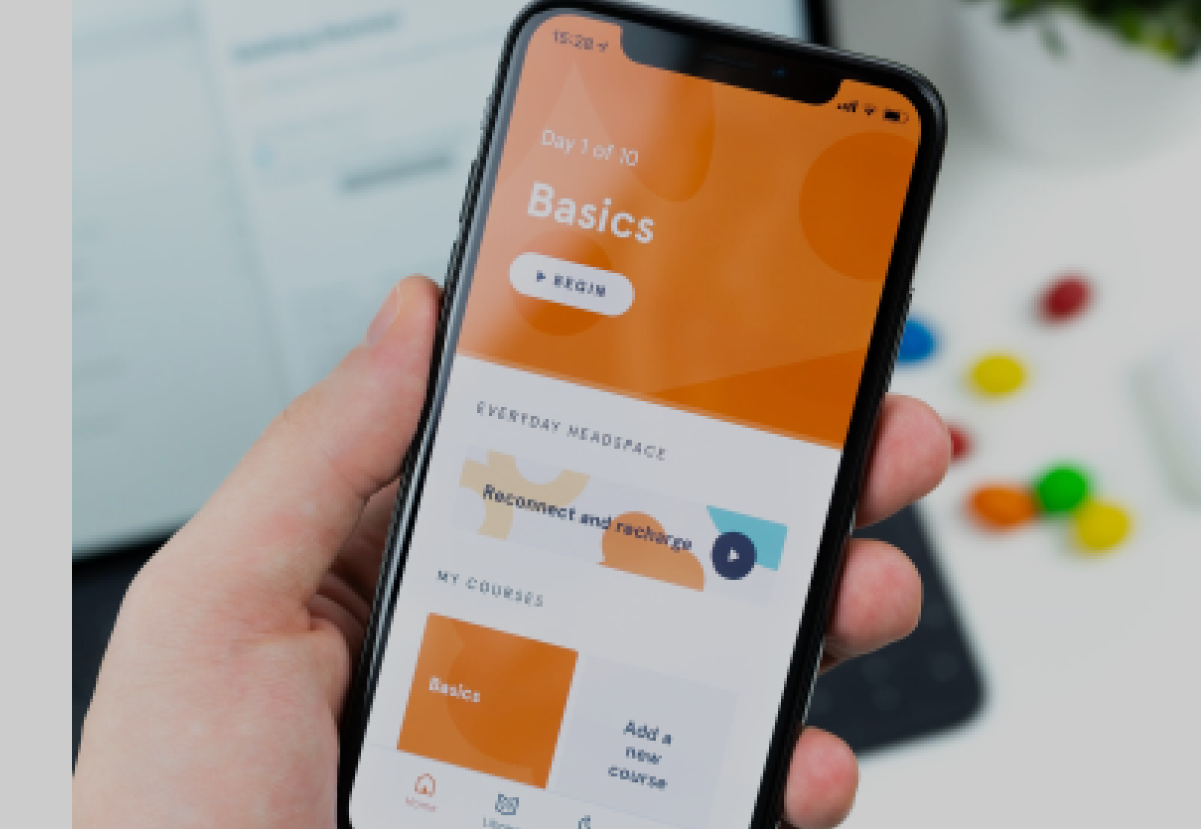 15:28
Day 1 of 10
Basics
BEGIN
EVERYDAY HEADSPACE
Reconnect and recharge
MY COURSES
Basics
Add a
new
course
Home